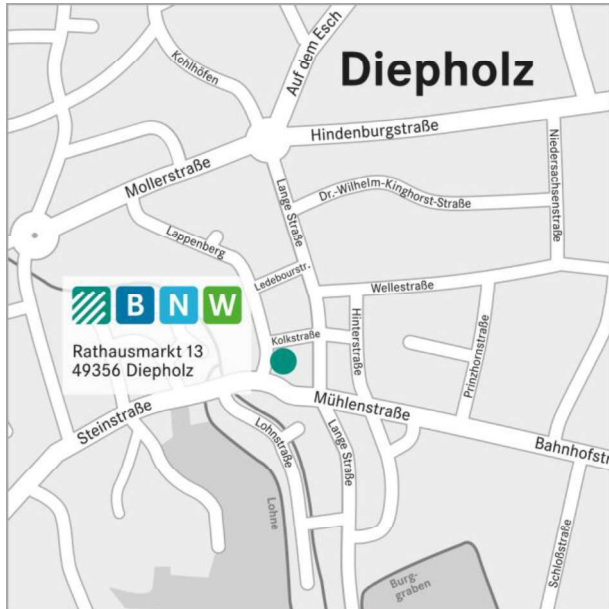 Diepholz
Auf dem Esch
Kohlhöfen
Hindenburgstraße
Mollerstraße
Niedersachsenstraße
Lange Straße
Dr.-Wilhelm-Kinghorst-Straße
Lappenberg
Ledebourstr.
Wellestraße
BNW
Rathausmarkt 13
49356 Diepholz
Kolkstraße
Hinterstraße
Prinzhornstraße
Mühlenstraße
Steinstraße
Lohnstraße
Lange Straße
Bahnhofstr
Lohne
Schloßstraße
Burg-
graben